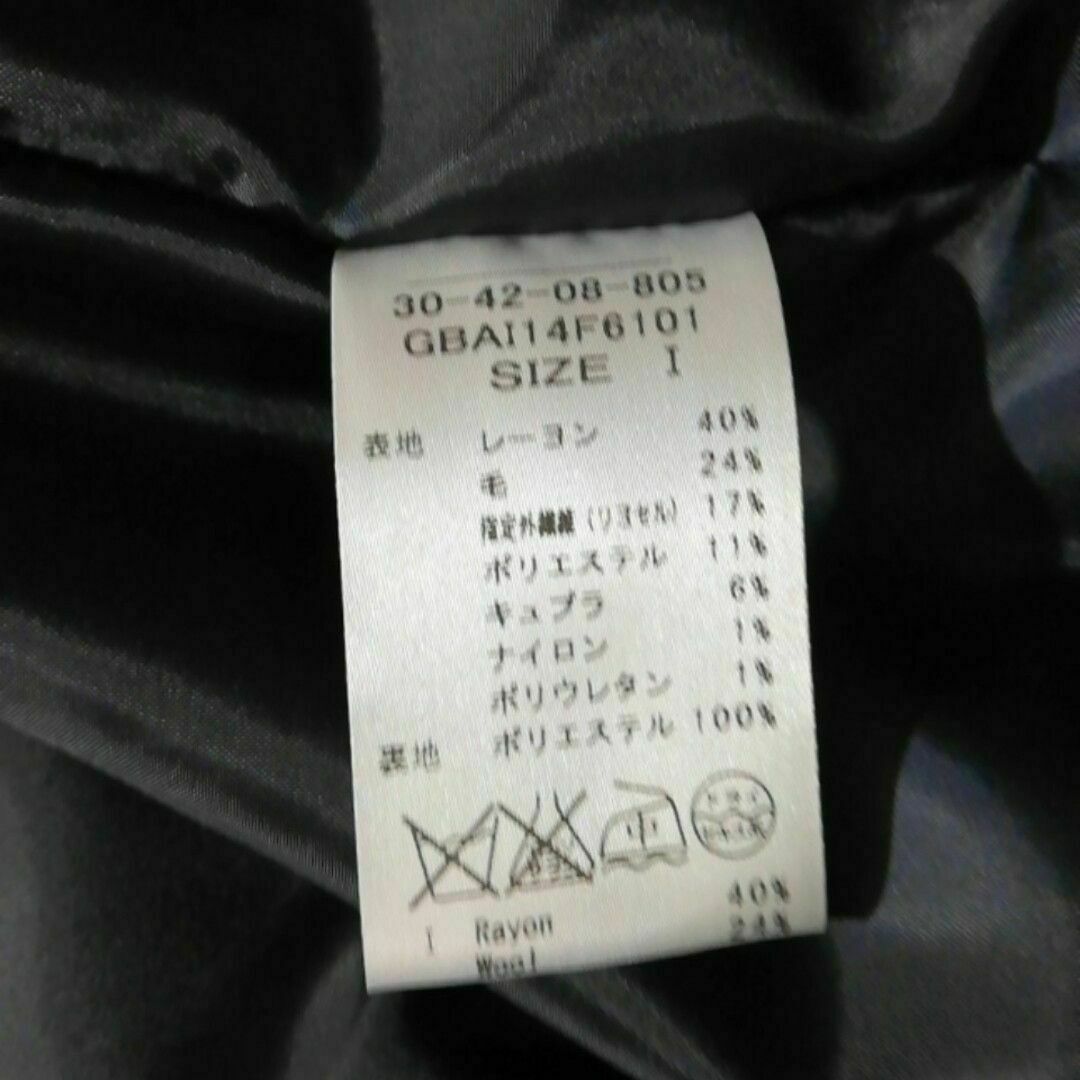 30-42-08-805
GBAI14F6101
SIZE I
表地 レーヨン 40%
毛 24%
指定外繊維(リヨセル) 17%
ポリエステル 11%
キュプラ 6%
ナイロン 1%
ポリウレタン 1%
裏地 ポリエステル 100%
中
I Rayon 40%
Wool 24%